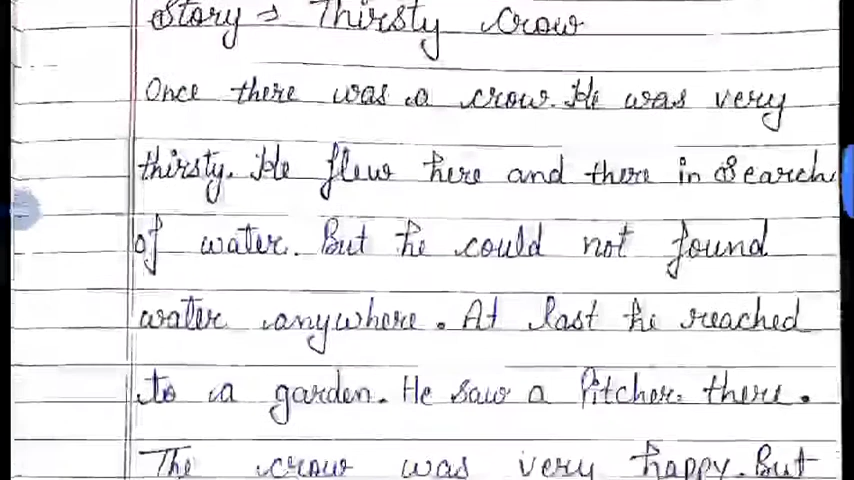 Story → Thirsty Crow
Once there was a crow. He was very
thirsty. He flew here and there in Search
of water. But he could not found
water anywhere. At last he reached
to a garden. He saw a Pitcher there.
The crow was very happy. But